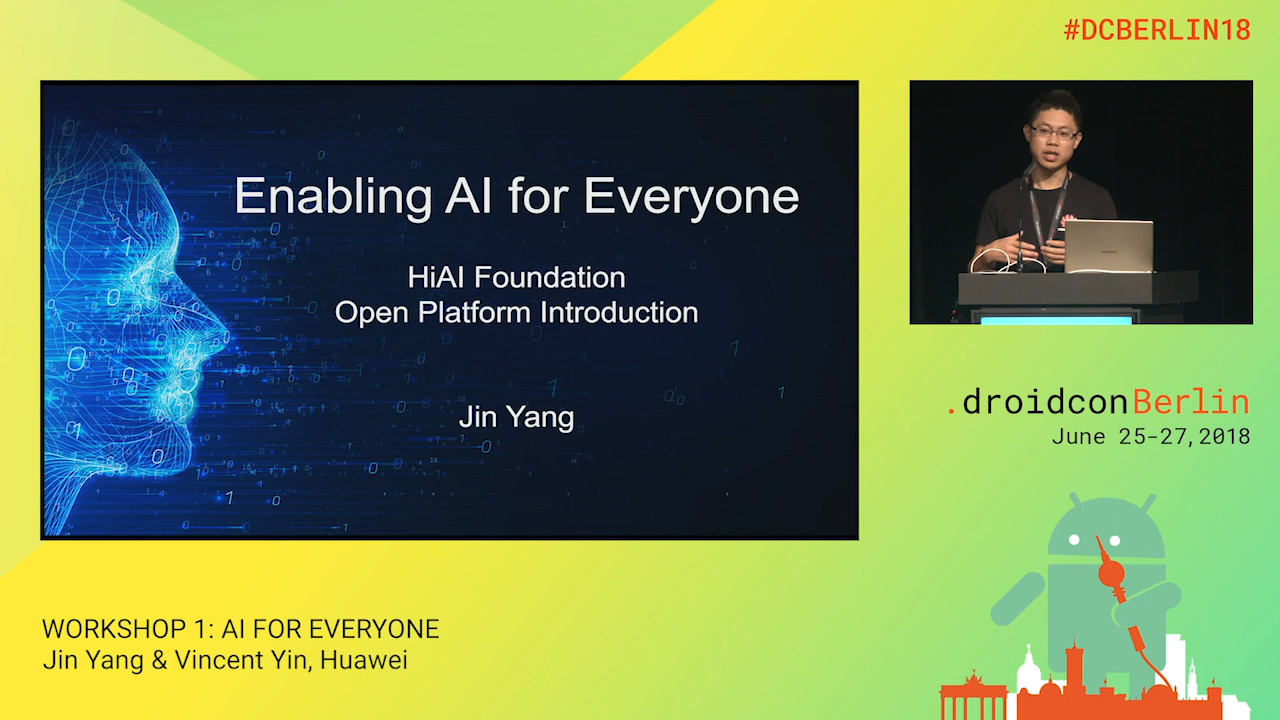 #DCBERLIN18
Enabling AI for Everyone
HiAI Foundation
Open Platform Introduction
Jin Yang
.droidconBerlin
June 25-27, 2018
WORKSHOP 1: AI FOR EVERYONE
Jin Yang & Vincent Yin, Huawei